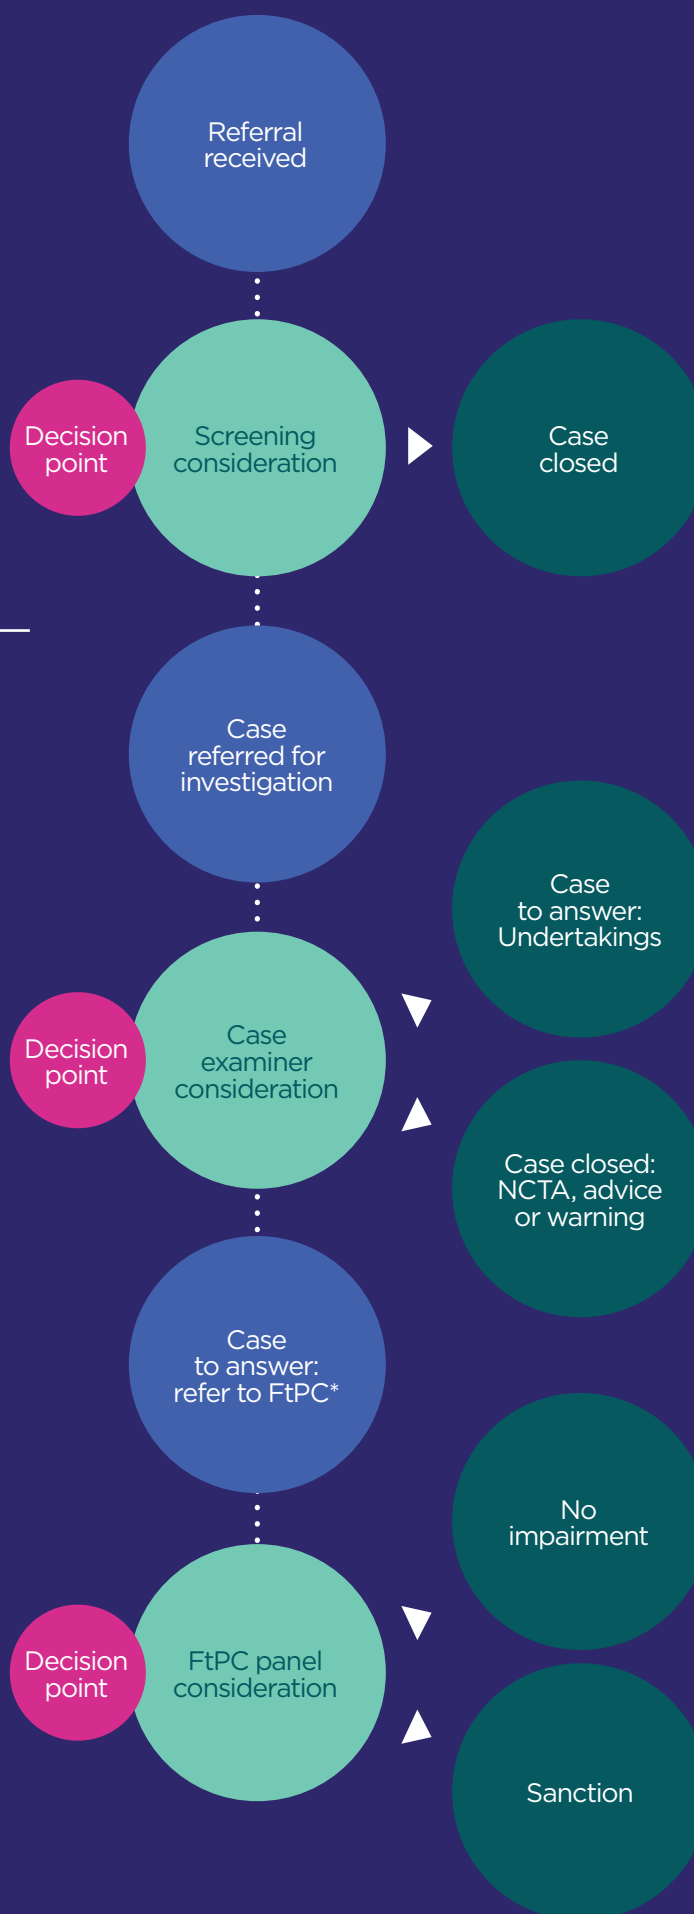 Referral
received
Decision
point
Screening
consideration
Case
closed
Case
referred for
investigation
Case
to answer:
Undertakings
Decision
point
Case
examiner
consideration
Case closed:
NCTA, advice
or warning
Case
to answer:
refer to FtPC*
No
impairment
Decision
point
FtPC panel
consideration
Sanction